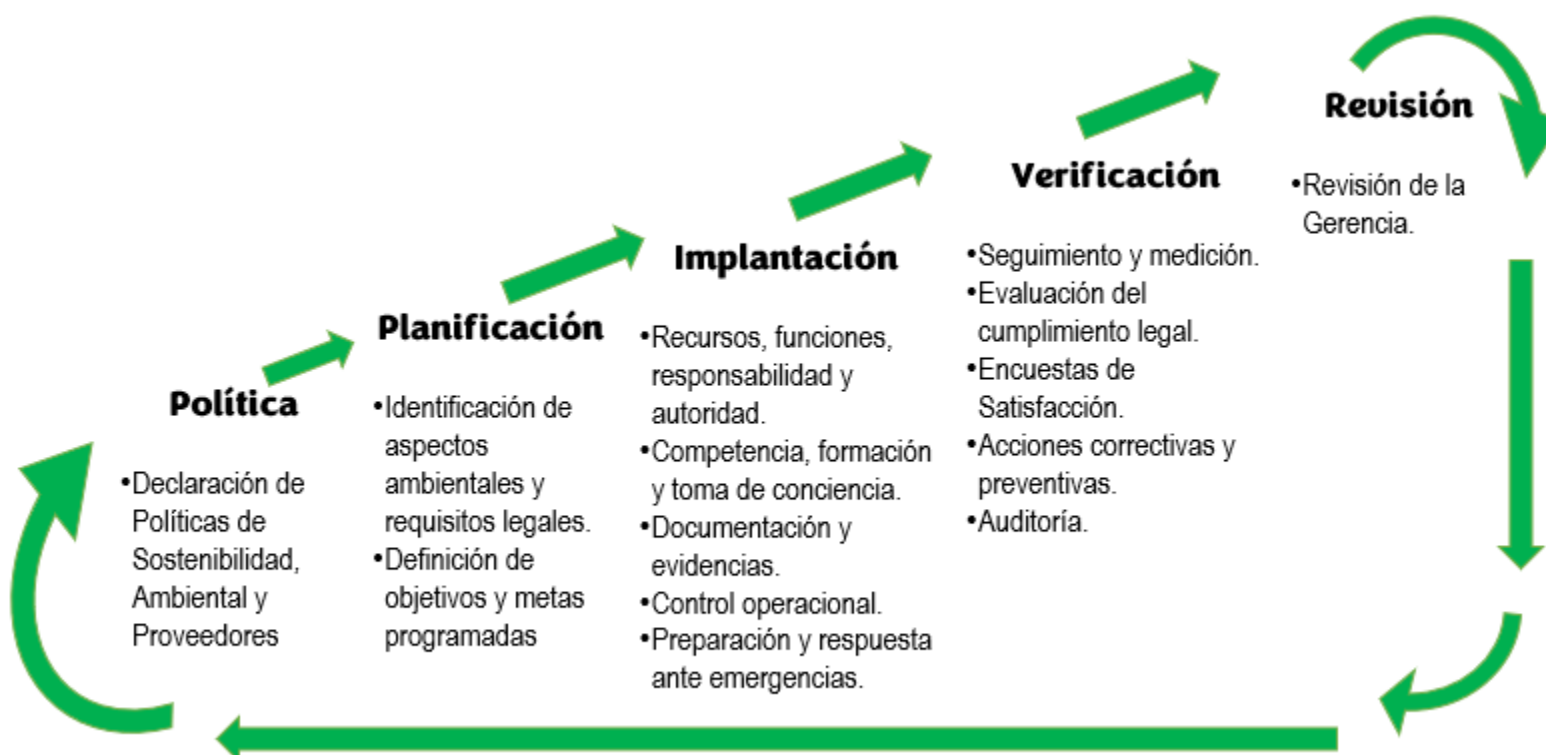 Política
•Declaración de
Políticas de
Sostenibilidad,
Ambiental y
Proveedores
Planificación
•Identificación de
aspectos
ambientales y
requisitos legales.
•Definición de
objetivos y metas
programadas
Implantación
•Recursos, funciones,
responsabilidad y
autoridad.
•Competencia, formación
y toma de conciencia.
•Documentación y
evidencias.
•Control operacional.
•Preparación y respuesta
ante emergencias.
Verificación
•Seguimiento y medición.
•Evaluación del
cumplimiento legal.
•Encuestas de
Satisfacción.
•Acciones correctivas y
preventivas.
•Auditoría.
Revisión
•Revisión de la
Gerencia.